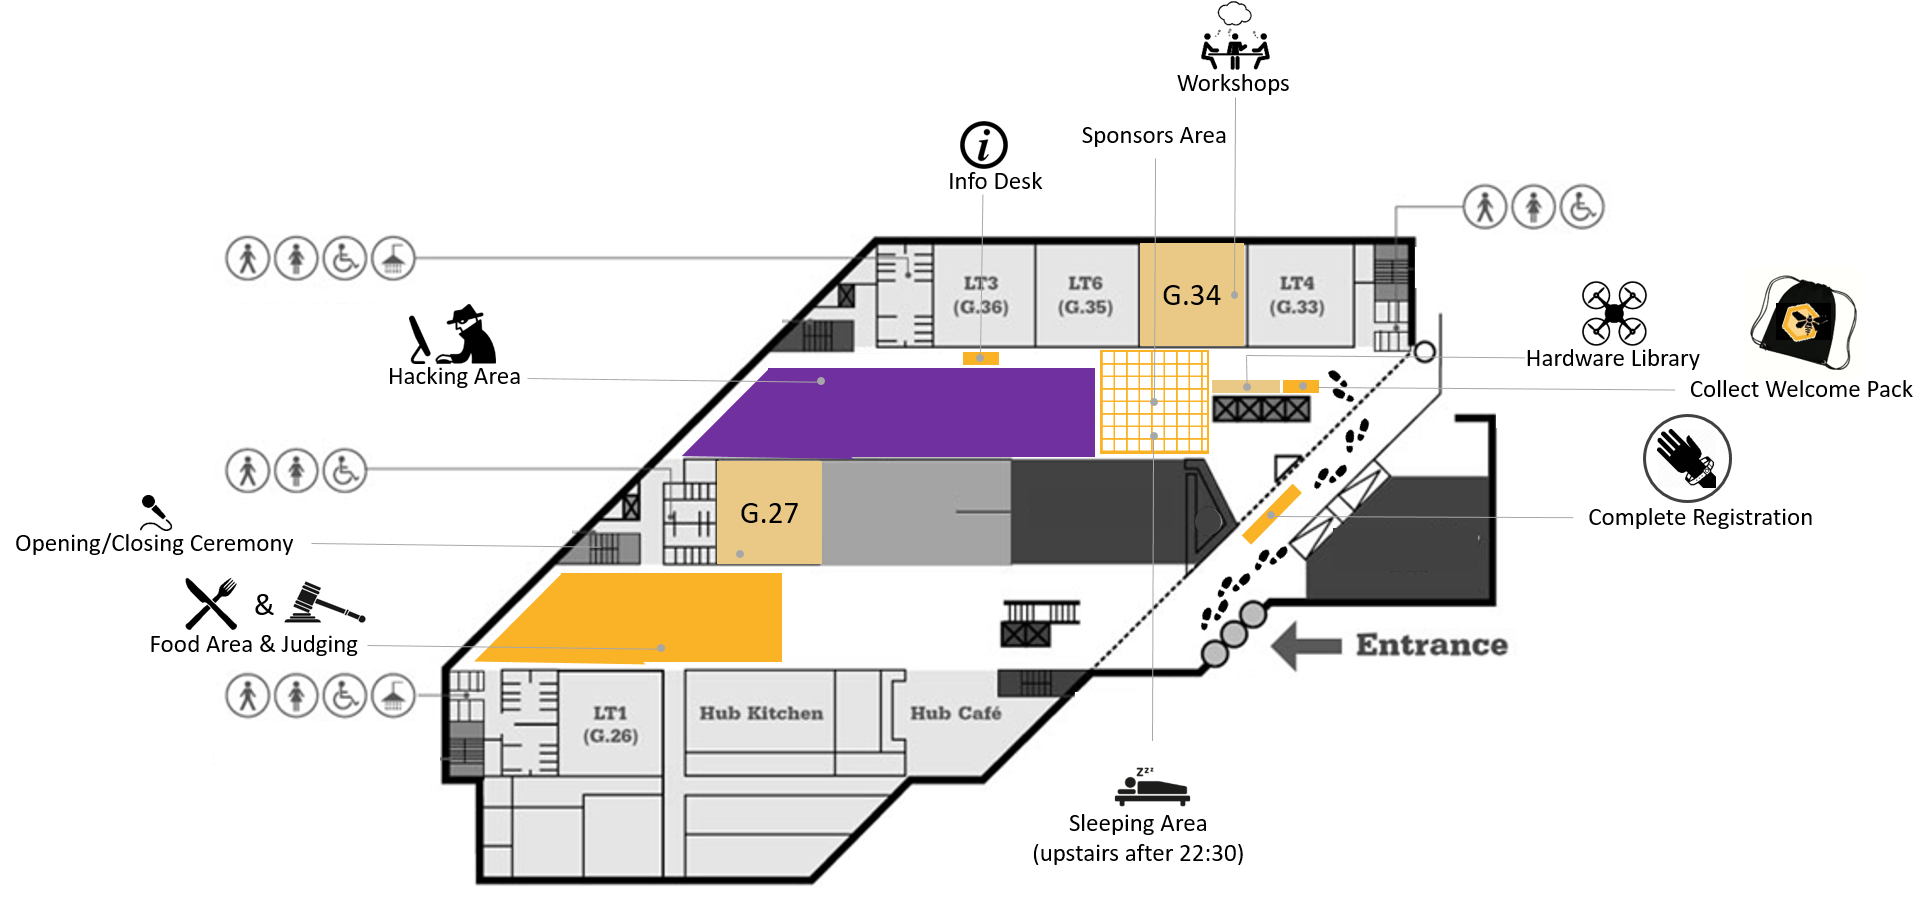 Workshops
Sponsors Area
i
Info Desk
LT3
(G.36)
LT6
(G.35)
G.34
LT4
(G.33)
Hacking Area
Hardware Library
Collect Welcome Pack
G.27
Complete Registration
Opening/Closing Ceremony
&
Food Area & Judging
Entrance
LT1
(G.26)
Hub Kitchen
Hub Café
zzz
Sleeping Area
(upstairs after 22:30)